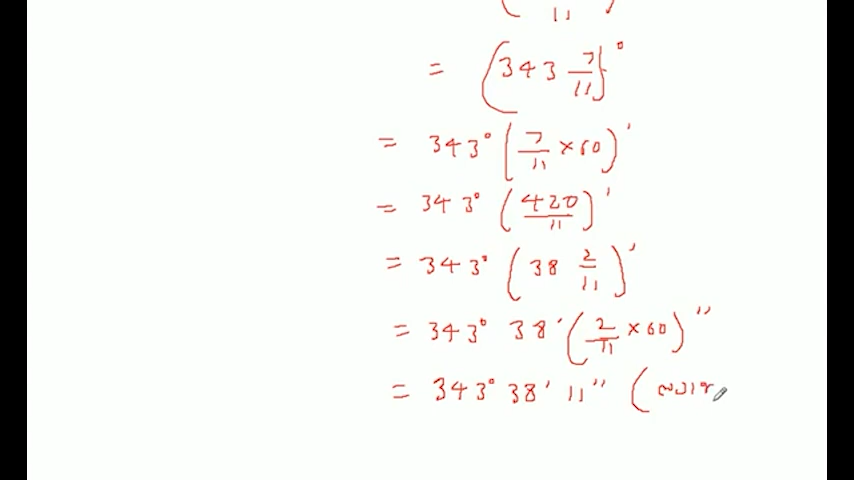 11
= (343 7/11)°
= 343° (7/11 × 60)′
= 343° (420/11)′
= 343° (38 2/11)′
= 343° 38′ (2/11 × 60)″
= 343° 38′ 11″ (